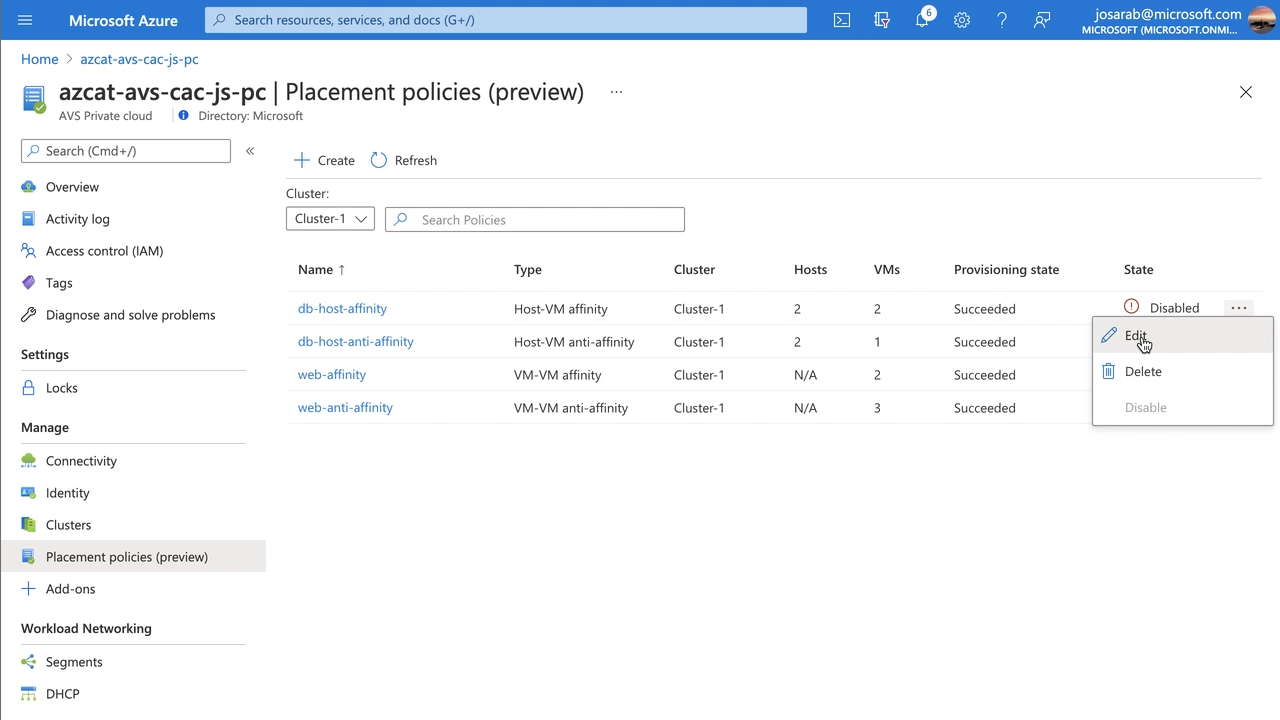 Microsoft Azure
Search resources, services, and docs (G+/)
6
josarab@microsoft.com
MICROSOFT (MICROSOFT.ONMI...
Home > azcat-avs-cac-js-pc
azcat-avs-cac-js-pc | Placement policies (preview) ...
AVS Private cloud
Directory: Microsoft
Search (Cmd+/)
«
Overview
Activity log
Access control (IAM)
Tags
Diagnose and solve problems
Settings
Locks
Manage
Connectivity
Identity
Clusters
Placement policies (preview)
Add-ons
Workload Networking
Segments
DHCP
Create
Refresh
Cluster:
Cluster-1
Search Policies
Name ↑ Type Cluster Hosts VMs Provisioning state State
db-host-affinity Host-VM affinity Cluster-1 2 2 Succeeded Disabled ...
db-host-anti-affinity Host-VM anti-affinity Cluster-1 2 1 Succeeded
web-affinity VM-VM affinity Cluster-1 N/A 2 Succeeded
web-anti-affinity VM-VM anti-affinity Cluster-1 N/A 3 Succeeded
Edit
Delete
Disable